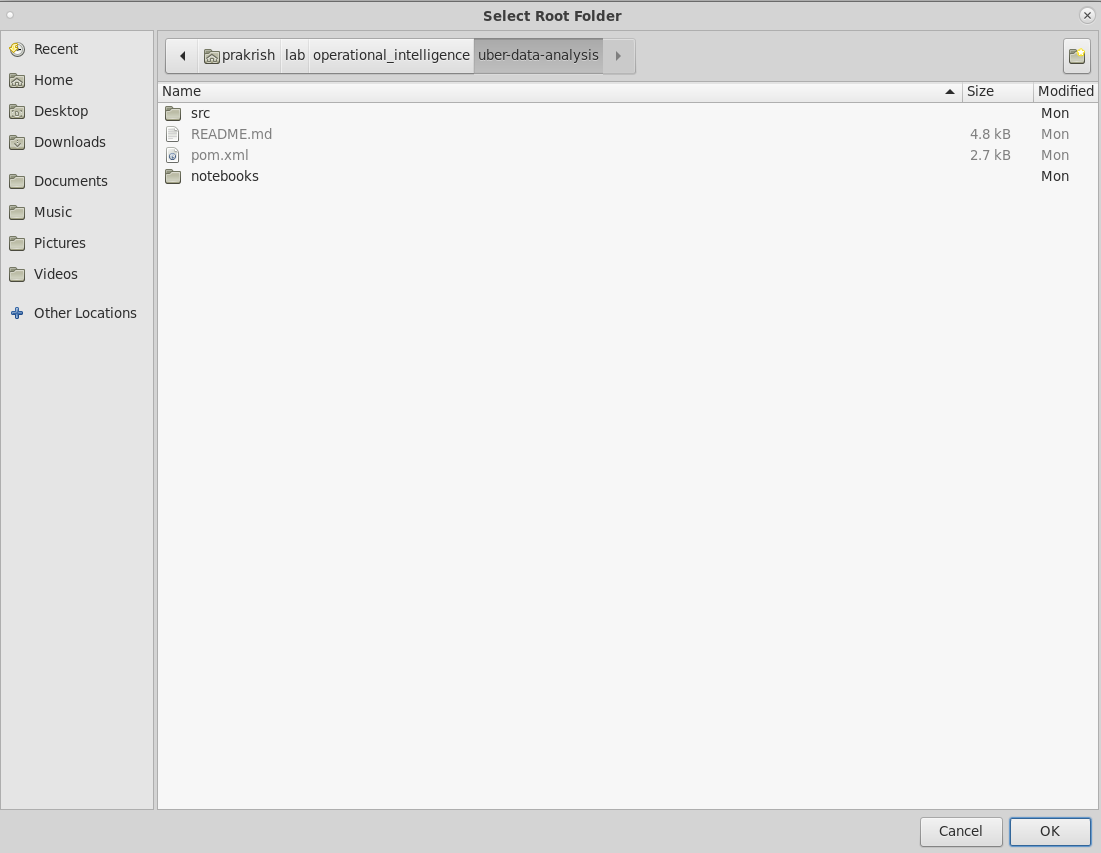 Select Root Folder
Recent
Home
Desktop
Downloads
Documents
Music
Pictures
Videos
Other Locations
prakrish lab operational_intelligence uber-data-analysis
Name Size Modified
src Mon
README.md 4.8 kB Mon
pom.xml 2.7 kB Mon
notebooks Mon
Cancel OK